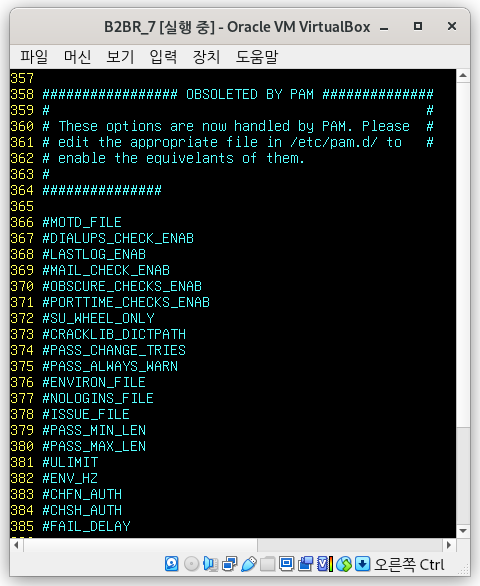 B2BR_7 [실행 중] - Oracle VM VirtualBox
파일 머신 보기 입력 장치 도움말
357
358 ################# OBSOLETED BY PAM ##############
359 # #
360 # These options are now handled by PAM. Please #
361 # edit the appropriate file in /etc/pam.d/ to #
362 # enable the equivelants of them.
363 #
364 ###############
365
366 #MOTD_FILE
367 #DIALUPS_CHECK_ENAB
368 #LASTLOG_ENAB
369 #MAIL_CHECK_ENAB
370 #OBSCURE_CHECKS_ENAB
371 #PORTTIME_CHECKS_ENAB
372 #SU_WHEEL_ONLY
373 #CRACKLIB_DICTPATH
374 #PASS_CHANGE_TRIES
375 #PASS_ALWAYS_WARN
376 #ENVIRON_FILE
377 #NOLOGINS_FILE
378 #ISSUE_FILE
379 #PASS_MIN_LEN
380 #PASS_MAX_LEN
381 #ULIMIT
382 #ENV_HZ
383 #CHFN_AUTH
384 #CHSH_AUTH
385 #FAIL_DELAY
오른쪽 Ctrl